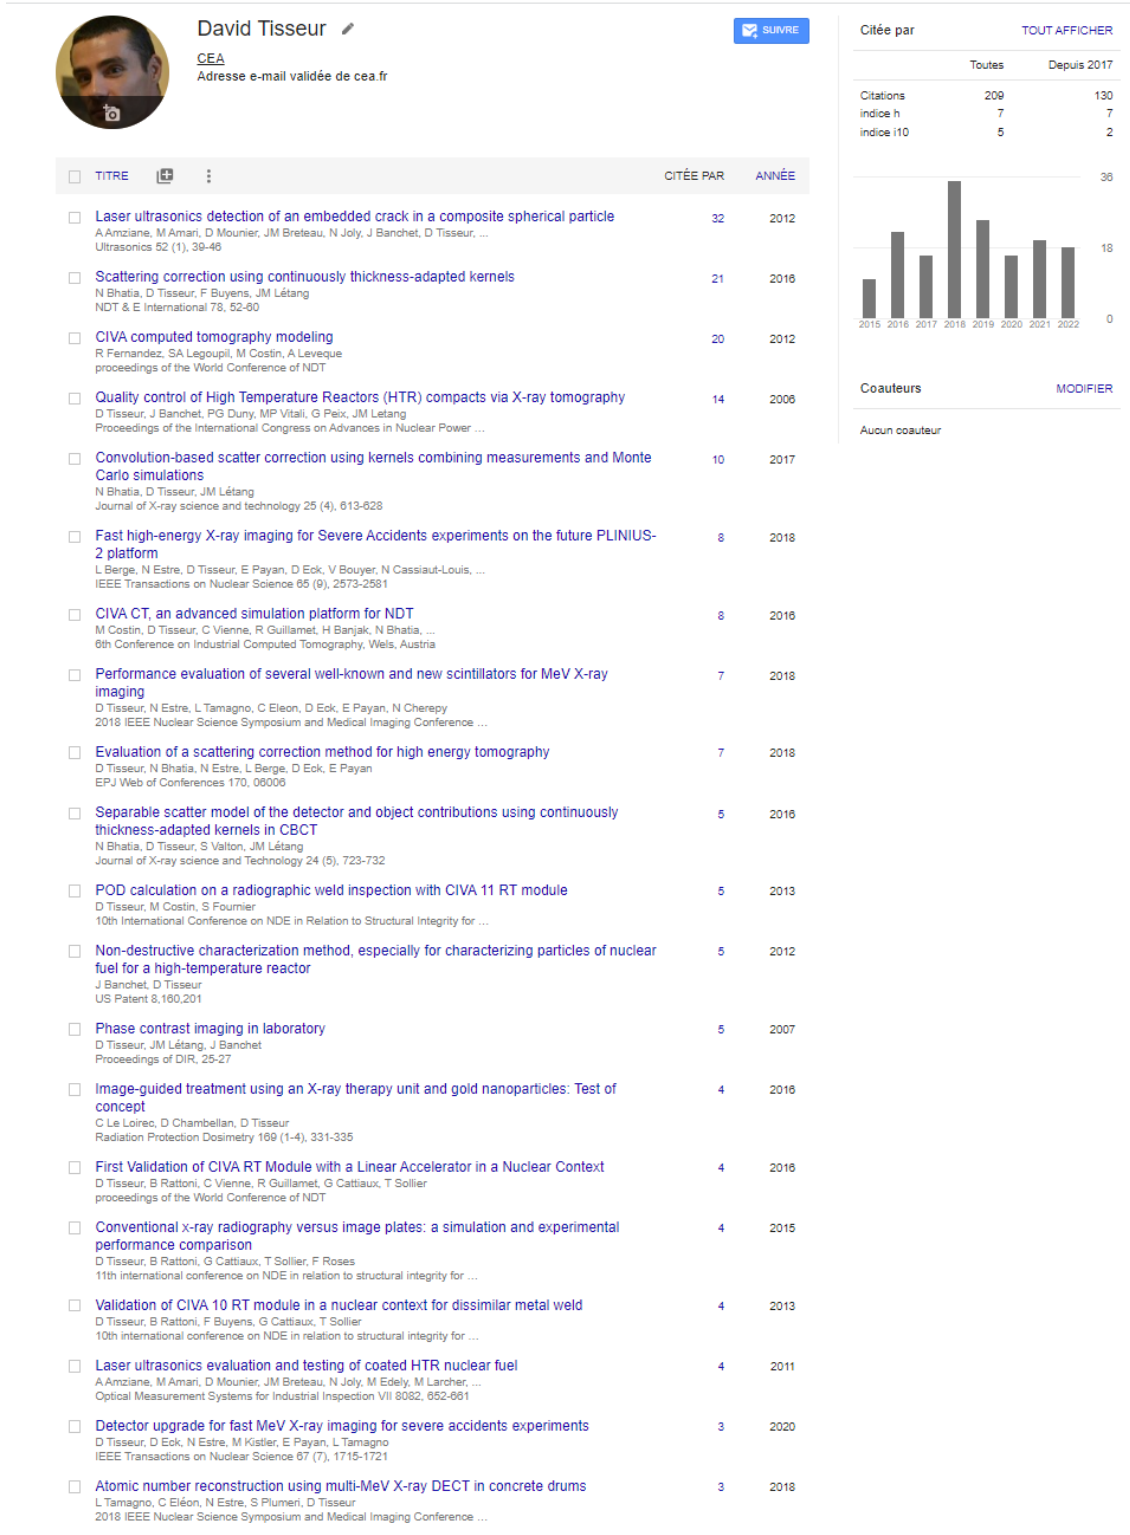 David Tisseur
SUIVRE
CEA
Adresse e-mail validée de cea.fr
TITRE
CITÉE PAR
ANNÉE
Laser ultrasonics detection of an embedded crack in a composite spherical particle
32
2012
A Amziane, M Amari, D Mounier, JM Breteau, N Joly, J Banchet, D Tisseur, ...
Ultrasonics 52 (1), 39-46
Scattering correction using continuously thickness-adapted kernels
21
2016
N Bhatia, D Tisseur, F Buyens, JM Létang
NDT & E International 78, 52-60
CIVA computed tomography modeling
20
2012
R Fernandez, SA Legoupil, M Costin, A Leveque
proceedings of the World Conference of NDT
Quality control of High Temperature Reactors (HTR) compacts via X-ray tomography
14
2006
D Tisseur, J Banchet, PG Duny, MP Vitali, G Peix, JM Letang
Proceedings of the International Congress on Advances in Nuclear Power ...
Convolution-based scatter correction using kernels combining measurements and Monte
Carlo simulations
10
2017
N Bhatia, D Tisseur, JM Létang
Journal of X-ray science and technology 25 (4), 613-628
Fast high-energy X-ray imaging for Severe Accidents experiments on the future PLINIUS-
2 platform
8
2018
L Berge, N Estre, D Tisseur, E Payan, D Eck, V Bouyer, N Cassiaut-Louis, ...
IEEE Transactions on Nuclear Science 65 (9), 2573-2581
CIVA CT, an advanced simulation platform for NDT
8
2016
M Costin, D Tisseur, C Vienne, R Guillamet, H Banjak, N Bhatia, ...
6th Conference on Industrial Computed Tomography, Wels, Austria
Performance evaluation of several well-known and new scintillators for MeV X-ray
imaging
7
2018
D Tisseur, N Estre, L Tamagno, C Eleon, D Eck, E Payan, N Cherepy
2018 IEEE Nuclear Science Symposium and Medical Imaging Conference ...
Evaluation of a scattering correction method for high energy tomography
7
2018
D Tisseur, N Bhatia, N Estre, L Berge, D Eck, E Payan
EPJ Web of Conferences 170, 06006
Separable scatter model of the detector and object contributions using continuously
thickness-adapted kernels in CBCT
5
2016
N Bhatia, D Tisseur, S Valton, JM Létang
Journal of X-ray science and Technology 24 (5), 723-732
POD calculation on a radiographic weld inspection with CIVA 11 RT module
5
2013
D Tisseur, M Costin, S Fournier
10th International Conference on NDE in Relation to Structural Integrity for ...
Non-destructive characterization method, especially for characterizing particles of nuclear
fuel for a high-temperature reactor
5
2012
J Banchet, D Tisseur
US Patent 8,160,201
Phase contrast imaging in laboratory
5
2007
D Tisseur, JM Létang, J Banchet
Proceedings of DIR, 25-27
Image-guided treatment using an X-ray therapy unit and gold nanoparticles: Test of
concept
4
2016
C Le Loirec, D Chambellan, D Tisseur
Radiation Protection Dosimetry 169 (1-4), 331-335
First Validation of CIVA RT Module with a Linear Accelerator in a Nuclear Context
4
2016
D Tisseur, B Rattoni, C Vienne, R Guillamet, G Cattiaux, T Sollier
proceedings of the World Conference of NDT
Conventional x-ray radiography versus image plates: a simulation and experimental
performance comparison
4
2015
D Tisseur, B Rattoni, G Cattiaux, T Sollier, F Roses
11th international conference on NDE in relation to structural integrity for ...
Validation of CIVA 10 RT module in a nuclear context for dissimilar metal weld
4
2013
D Tisseur, B Rattoni, F Buyens, G Cattiaux, T Sollier
10th international conference on NDE in relation to structural integrity for ...
Laser ultrasonics evaluation and testing of coated HTR nuclear fuel
4
2011
A Amziane, M Amari, D Mounier, JM Breteau, N Joly, M Edely, M Larcher, ...
Optical Measurement Systems for Industrial Inspection VII 8082, 652-661
Detector upgrade for fast MeV X-ray imaging for severe accidents experiments
3
2020
D Tisseur, D Eck, N Estre, M Kistler, E Payan, L Tamagno
IEEE Transactions on Nuclear Science 67 (7), 1715-1721
Atomic number reconstruction using multi-MeV X-ray DECT in concrete drums
3
2018
L Tamagno, C Eléon, N Estre, S Plumeri, D Tisseur
2018 IEEE Nuclear Science Symposium and Medical Imaging Conference ...
Citée par
TOUT AFFICHER
Toutes
Depuis 2017
Citations 209 130
indice h 7 7
indice i10 5 2
36
18
0
2015 2016 2017 2018 2019 2020 2021 2022
Coauteurs
MODIFIER
Aucun coauteur